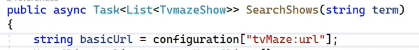 public async Task<List<TvmazeShow>> SearchShows(string term)
{
string basicUrl = configuration["tvMaze:url"];